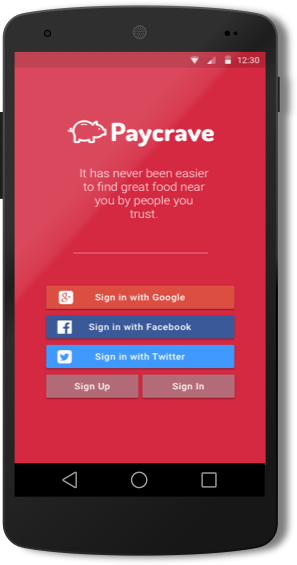 12:30
Paycrave
It has never been easier
to find great food near
you by people you
trust.
Sign in with Google
Sign in with Facebook
Sign in with Twitter
Sign Up
Sign In